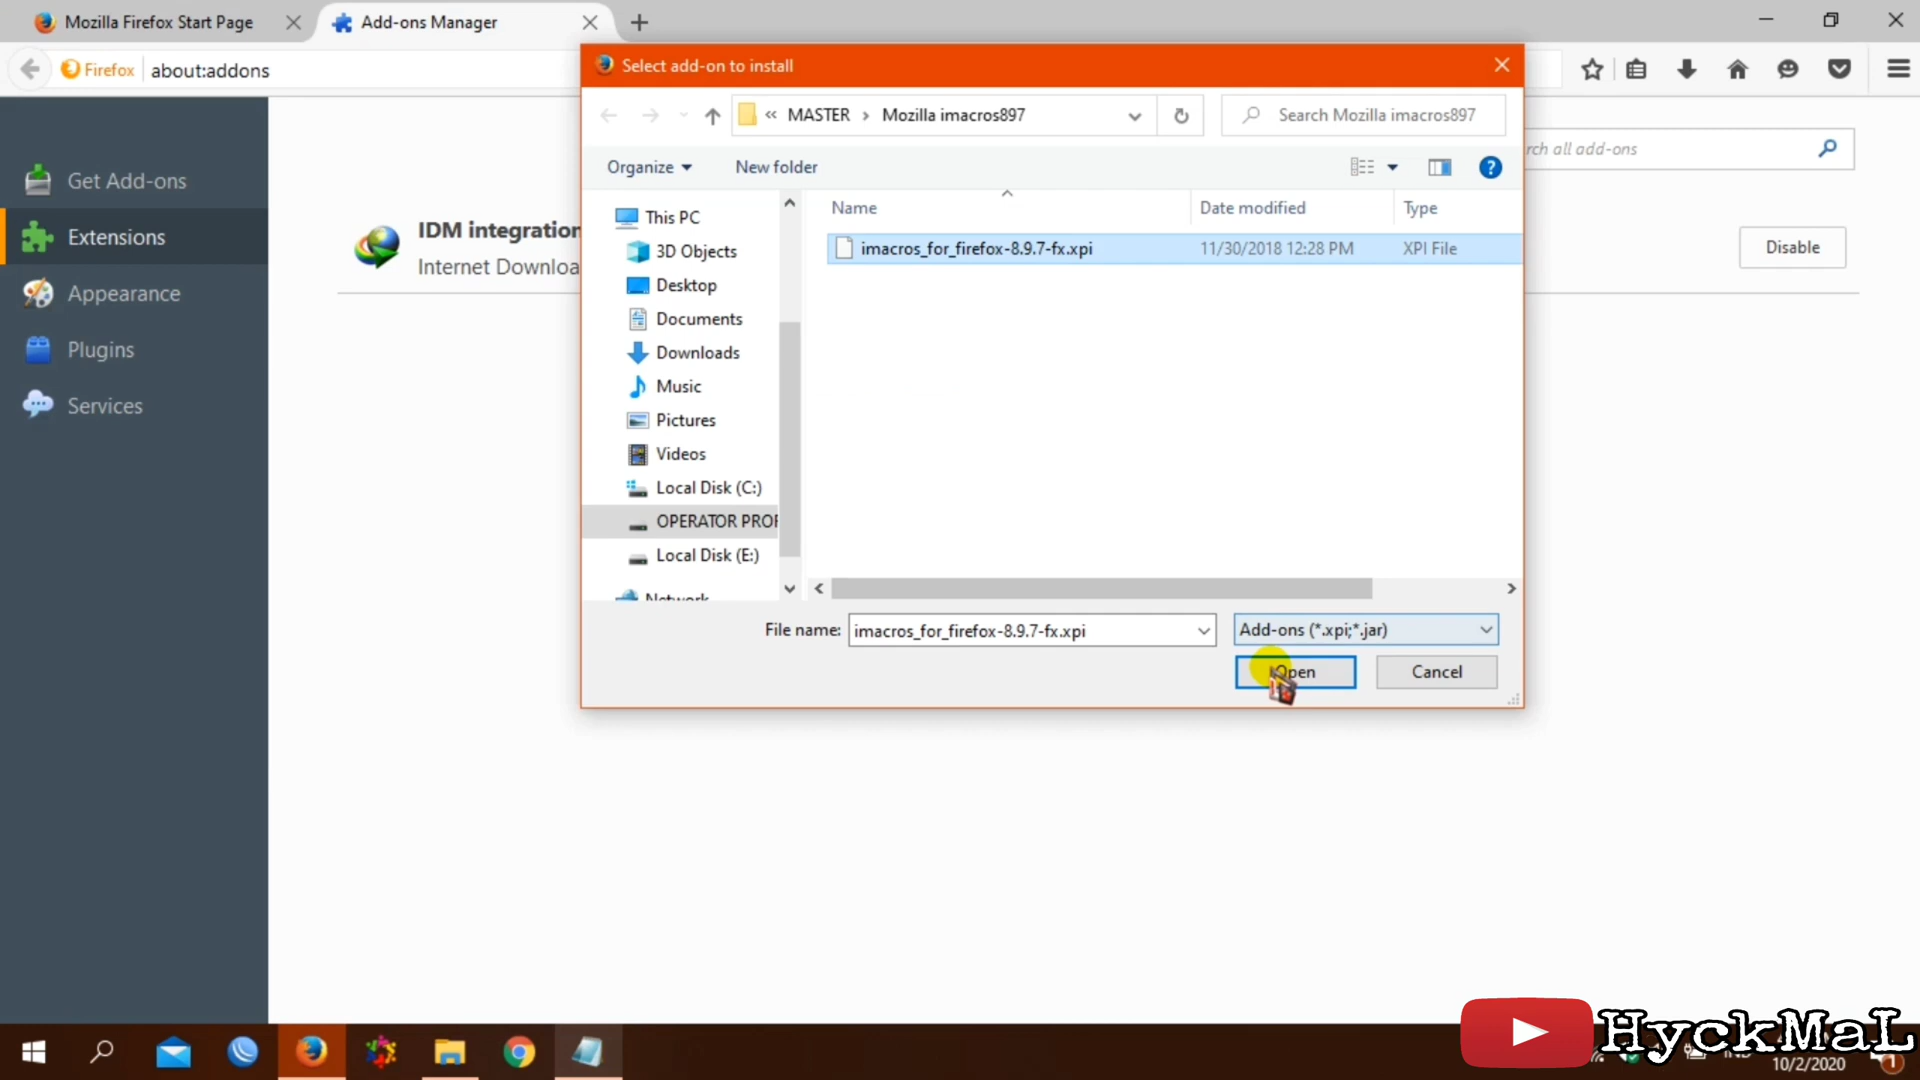 Mozilla Firefox Start Page
Add-ons Manager
Firefox
about:addons
Select add-on to install
« MASTER › Mozilla imacros897
Search Mozilla imacros897
Organize
New folder
rch all add-ons
Get Add-ons
Extensions
Appearance
Plugins
Services
IDM integration
Internet Downloa
Disable
This PC
3D Objects
Desktop
Documents
Downloads
Music
Pictures
Videos
Local Disk (C:)
OPERATOR PROF
Local Disk (E:)
Network
Name
Date modified
Type
imacros_for_firefox-8.9.7-fx.xpi
11/30/2018 12:28 PM
XPI File
File name:
imacros_for_firefox-8.9.7-fx.xpi
Add-ons (*.xpi;*.jar)
Open
Cancel
HyckMaL
10/2/2020